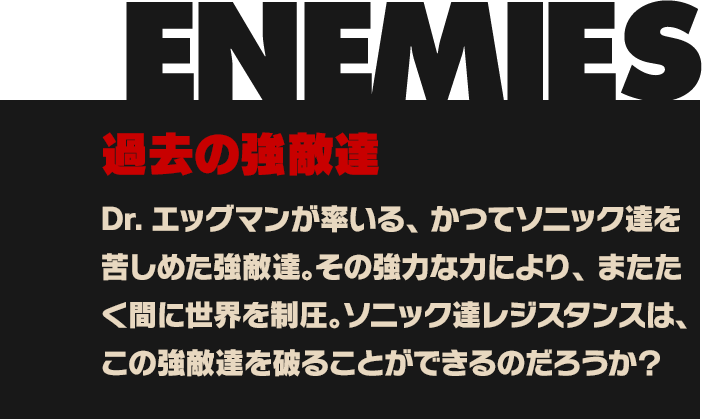 ENEMIES
過去の強敵達
Dr. エッグマンが率いる、かつてソニック達を
苦しめた強敵達。その強力な力により、またた
く間に世界を制圧。ソニック達レジスタンスは、
この強敵達を破ることができるのだろうか？